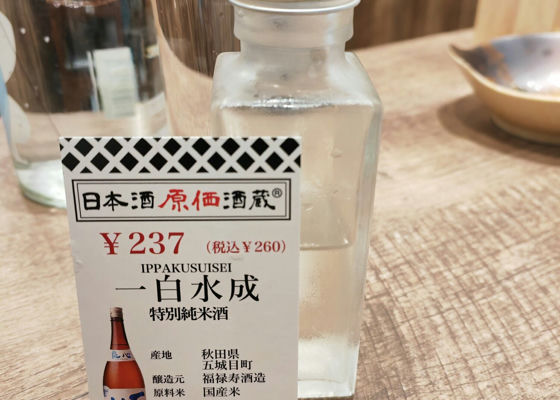 日本酒原価酒蔵®
￥237 (税込￥260)
IPPAKUSUISEI
一白水成
特別純米酒
産地 秋田県
五城目町
醸造元 福禄寿酒造
原料米 国産米